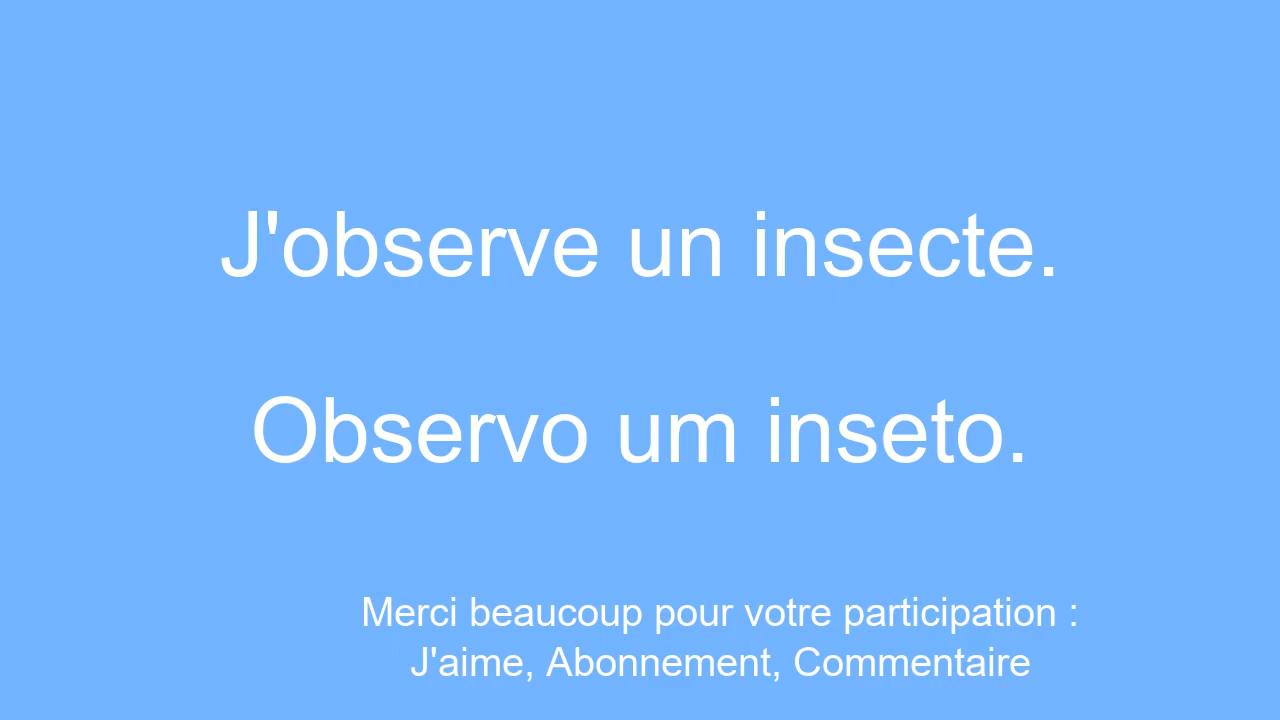 J'observe un insecte.
Observo um inseto.
Merci beaucoup pour votre participation :
J'aime, Abonnement, Commentaire